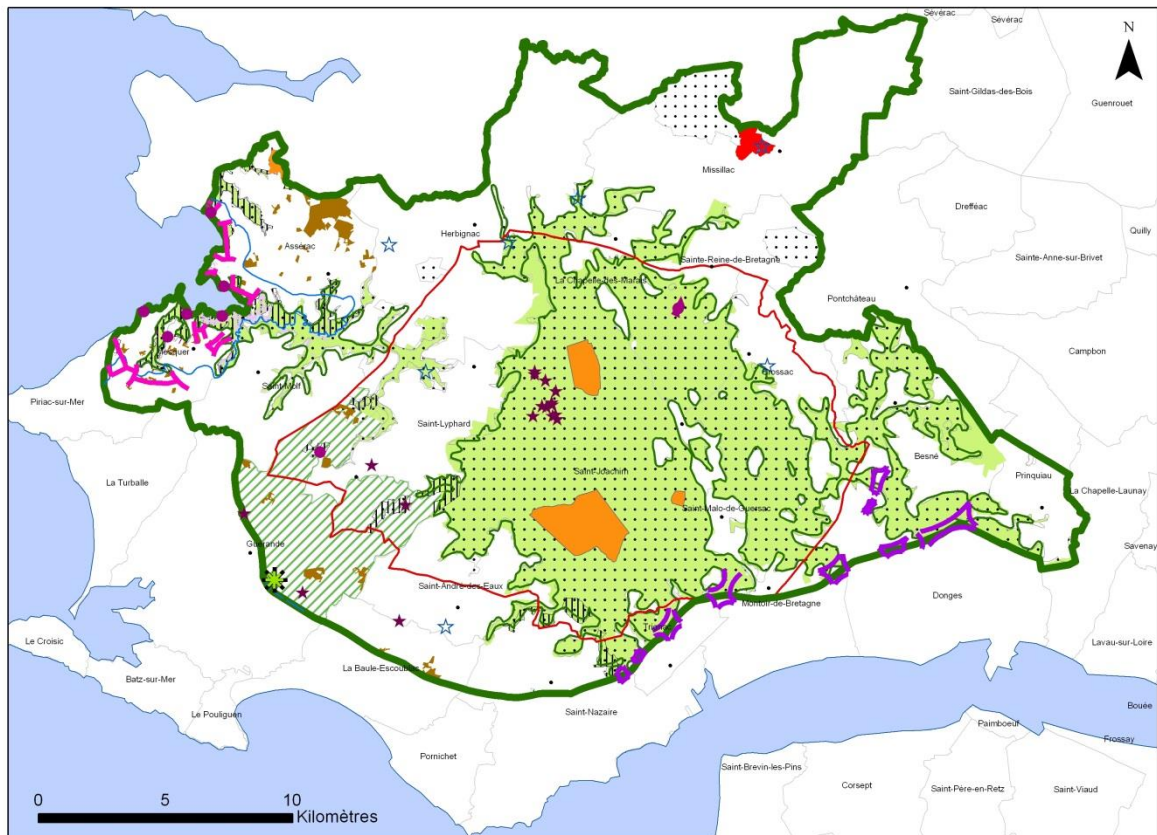 Sévérac
Sévérac
N
Saint-Gildas-des-Bois
Guenrouet
Missillac
Drefféac
Quilly
Herbignac
Assérac
Sainte-Reine-de-Bretagne
Sainte-Anne-sur-Brivet
La Chapelle-des-Marais
Pontchâteau
Mesquer
Campbon
Crossac
Saint-Molf
Piriac-sur-Mer
Saint-Lyphard
Besné
Saint-Joachim
Prinquiau
La Turballe
La Chapelle-Launay
Saint-Malo-de-Guersac
Guérande
Savenay
Saint-André-des-Eaux
Donges
Montoir-de-Bretagne
Trignac
Le Croisic
Lavau-sur-Loire
La Baule-Escoublac
Batz-sur-Mer
Bouée
Le Pouliguen
Saint-Nazaire
Paimboeuf
Frossay
Pornichet
Saint-Brevin-les-Pins
Corsept
Saint-Père-en-Retz
Saint-Viaud
0 5 10
Kilomètres